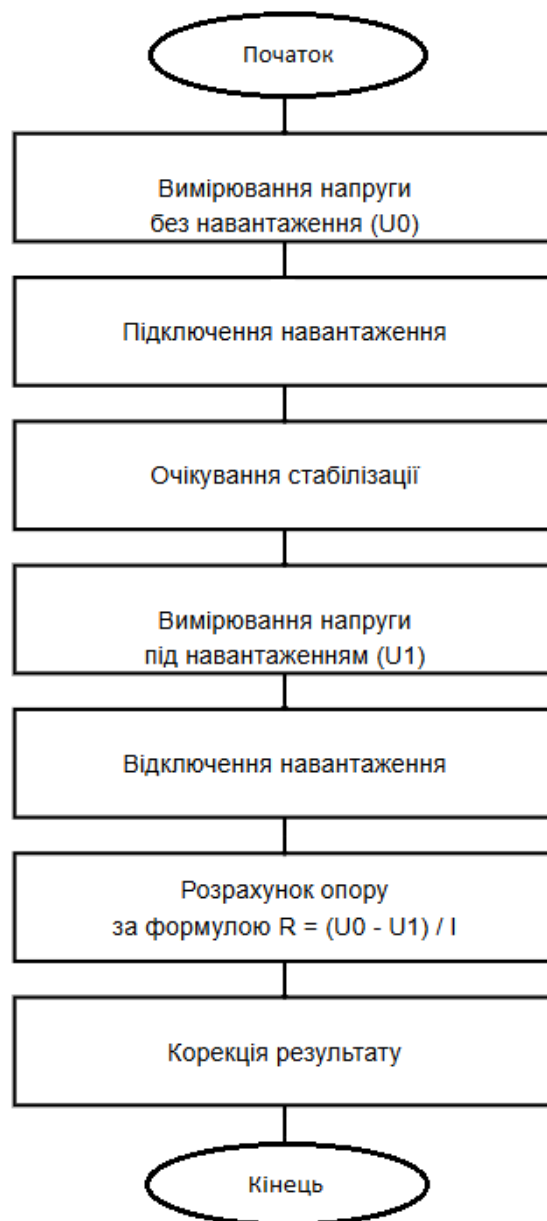 Початок
Вимірювання напруги
без навантаження (U0)
Підключення навантаження
Очікування стабілізації
Вимірювання напруги
під навантаженням (U1)
Відключення навантаження
Розрахунок опору
за формулою R = (U0 - U1) / I
Корекція результату
Кінець